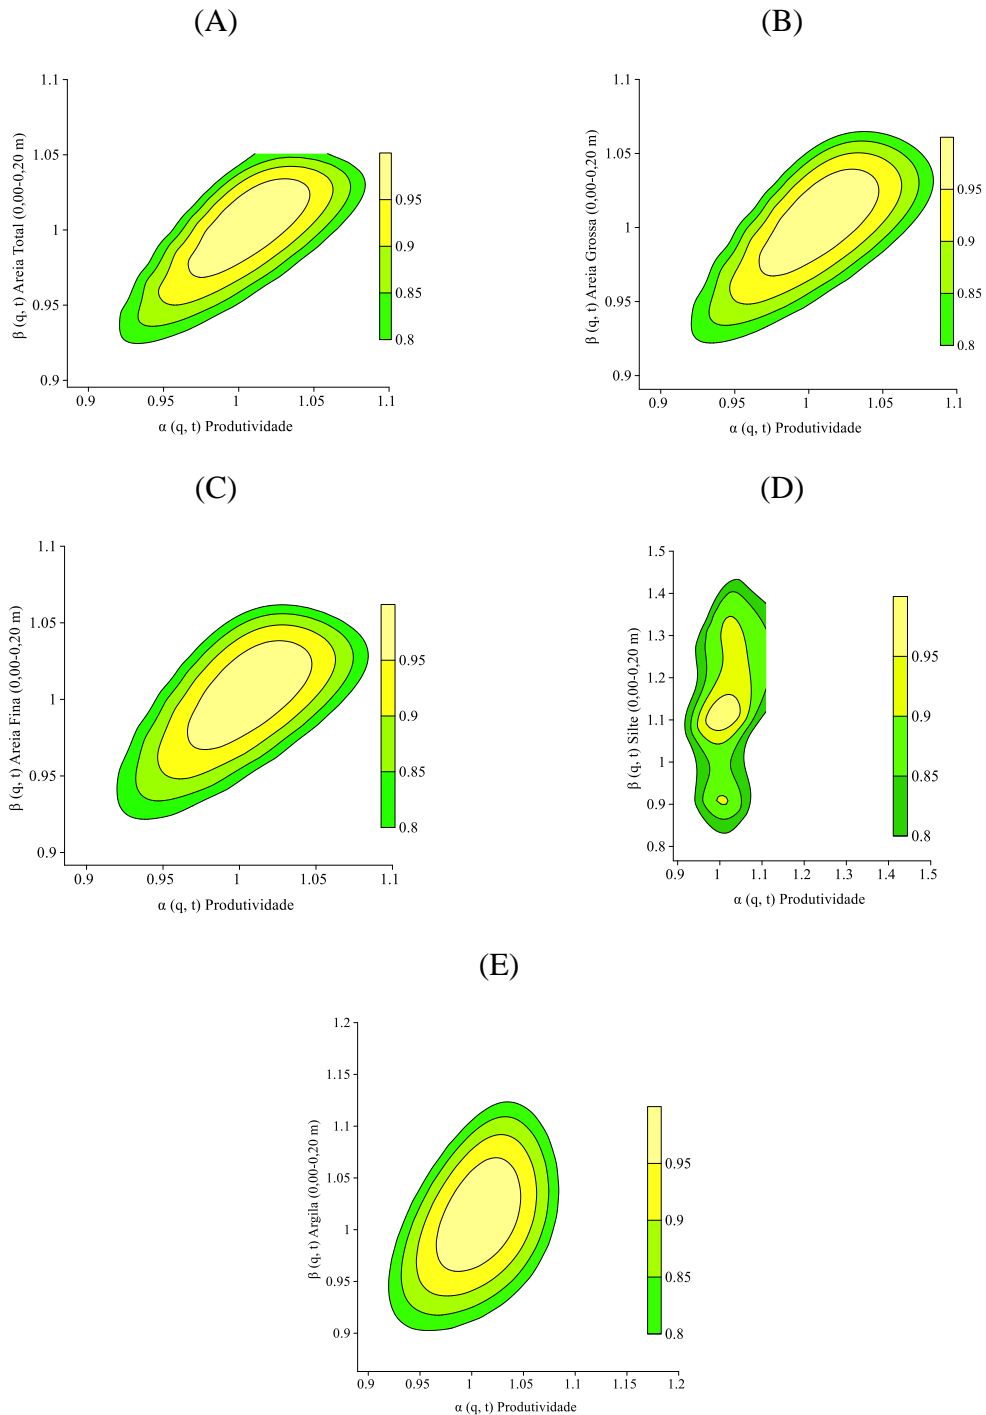 (A)
1.1
1.05
1
0.95
0.9
β (q, t) Areia Total (0,00-0,20 m)
0.95
0.9
0.85
0.8
0.9 0.95 1 1.05 1.1
α (q, t) Produtividade
(B)
1.1
1.05
1
0.95
0.9
β (q, t) Areia Grossa (0,00-0,20 m)
0.95
0.9
0.85
0.8
0.9 0.95 1 1.05 1.1
α (q, t) Produtividade
(C)
1.1
1.05
1
0.95
0.9
β (q, t) Areia Fina (0,00-0,20 m)
0.95
0.9
0.85
0.8
0.9 0.95 1 1.05 1.1
α (q, t) Produtividade
(D)
1.5
1.4
1.3
1.2
1.1
1
0.9
0.8
β (q, t) Silte (0,00-0,20 m)
0.95
0.9
0.85
0.8
0.9 1 1.1 1.2 1.3 1.4 1.5
α (q, t) Produtividade
(E)
1.2
1.15
1.1
1.05
1
0.95
0.9
β (q, t) Argila (0,00-0,20 m)
0.95
0.9
0.85
0.8
0.9 0.95 1 1.05 1.1 1.15 1.2
α (q, t) Produtividade